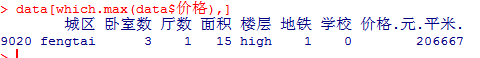 > data[which.max(data$价格),]
城区 卧室数 厅数 面积 楼层 地铁 学校 价格.元.平米.
9020 fengtai 3 1 15 high 1 0 206667
>